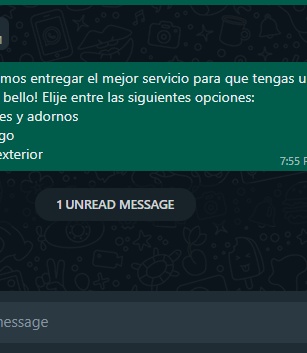 mos entregar el mejor servicio para que tengas u
bello! Elije entre las siguientes opciones:
es y adornos
go
exterior
7:55
1 UNREAD MESSAGE
message